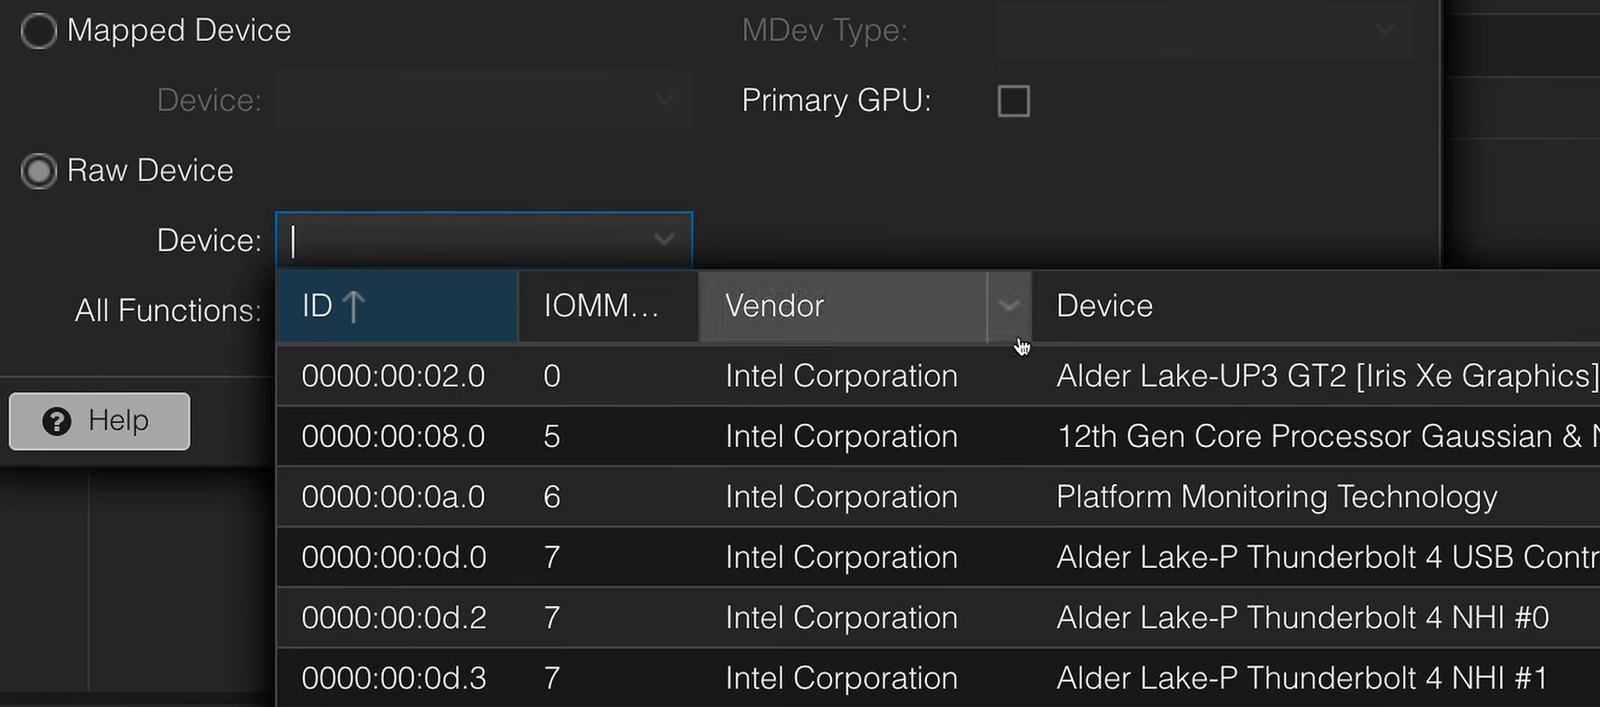 Mapped Device
MDev Type:
Device:
Primary GPU:
Raw Device
Device:
All Functions:
ID IOMM... Vendor Device
0000:00:02.0 0 Intel Corporation Alder Lake-UP3 GT2 [Iris Xe Graphics]
0000:00:08.0 5 Intel Corporation 12th Gen Core Processor Gaussian &
0000:00:0a.0 6 Intel Corporation Platform Monitoring Technology
0000:00:0d.0 7 Intel Corporation Alder Lake-P Thunderbolt 4 USB Contr
0000:00:0d.2 7 Intel Corporation Alder Lake-P Thunderbolt 4 NHI #0
0000:00:0d.3 7 Intel Corporation Alder Lake-P Thunderbolt 4 NHI #1
Help